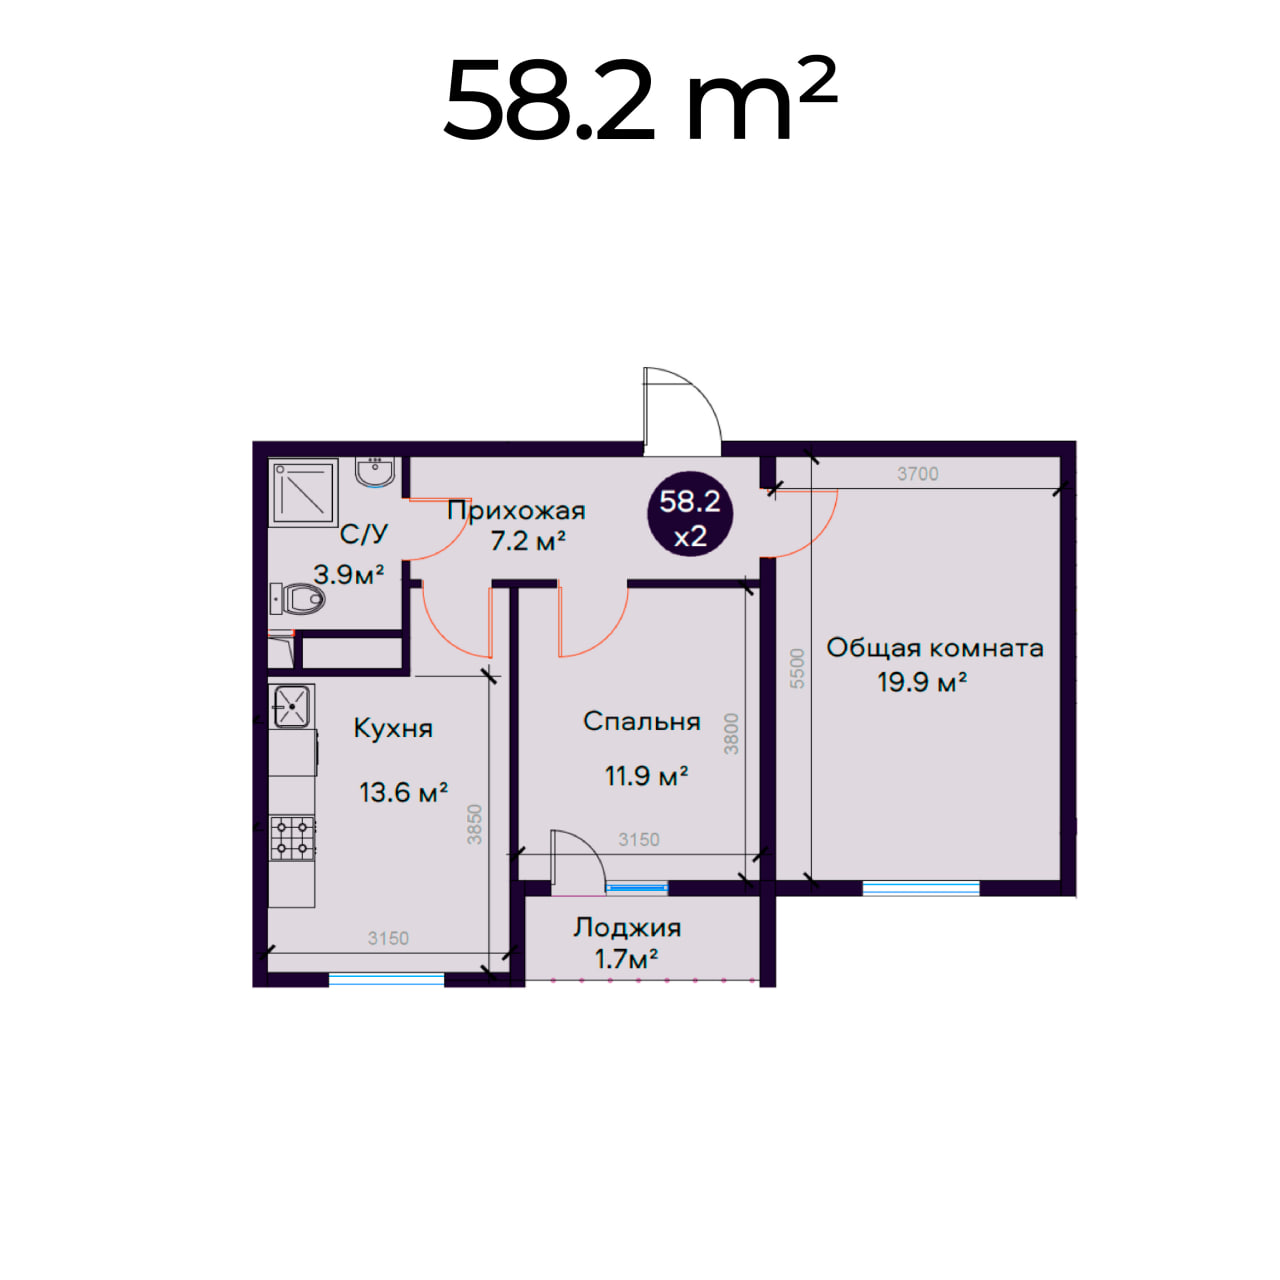 58.2 m²
3700
Прихожая
7.2 м²
58.2
x2
С/У
3.9м²
Общая комната
19.9 м²
5500
Кухня
13.6 м²
Спальня
11.9 м²
3800
3850
3150
Лоджия
1.7м²
3150